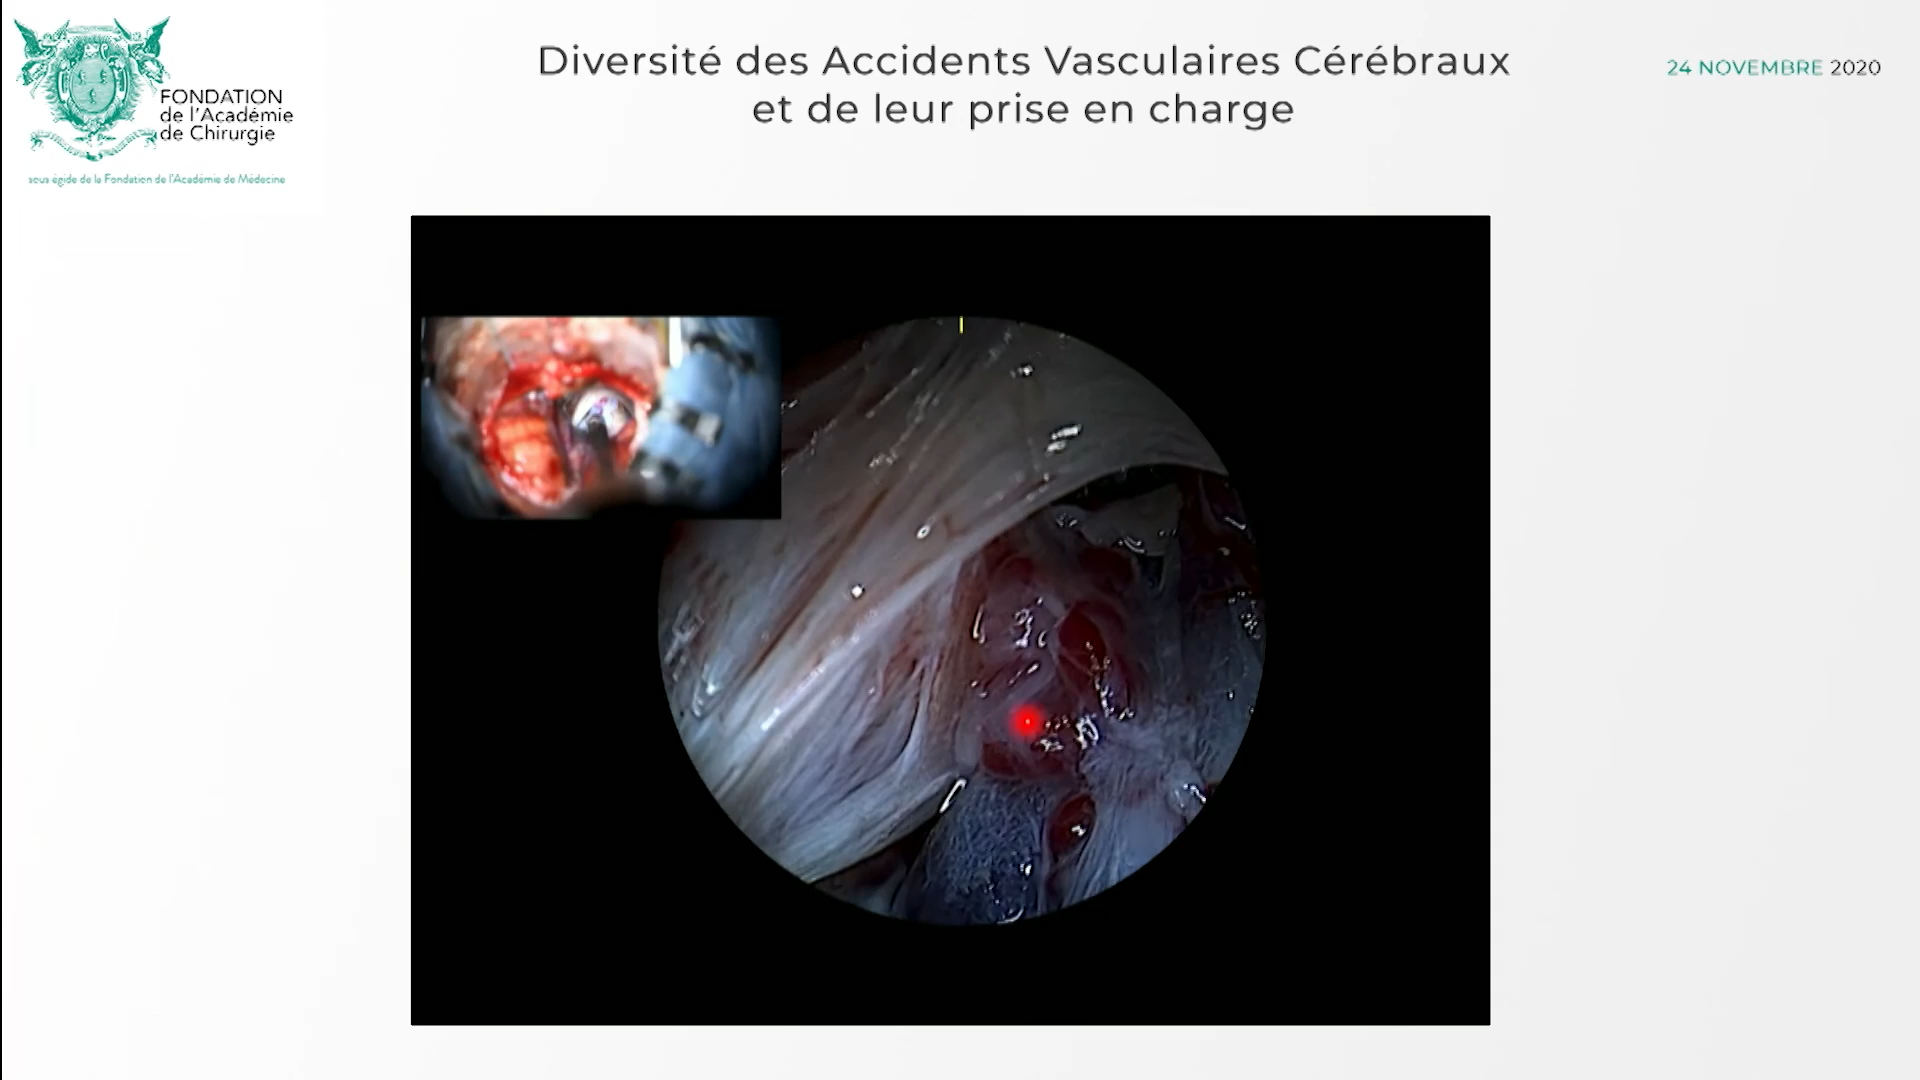 FONDATION
de l'Académie
de Chirurgie
sous égide de la Fondation de l'Académie de Médecine
Diversité des Accidents Vasculaires Cérébraux
et de leur prise en charge
24 NOVEMBRE 2020